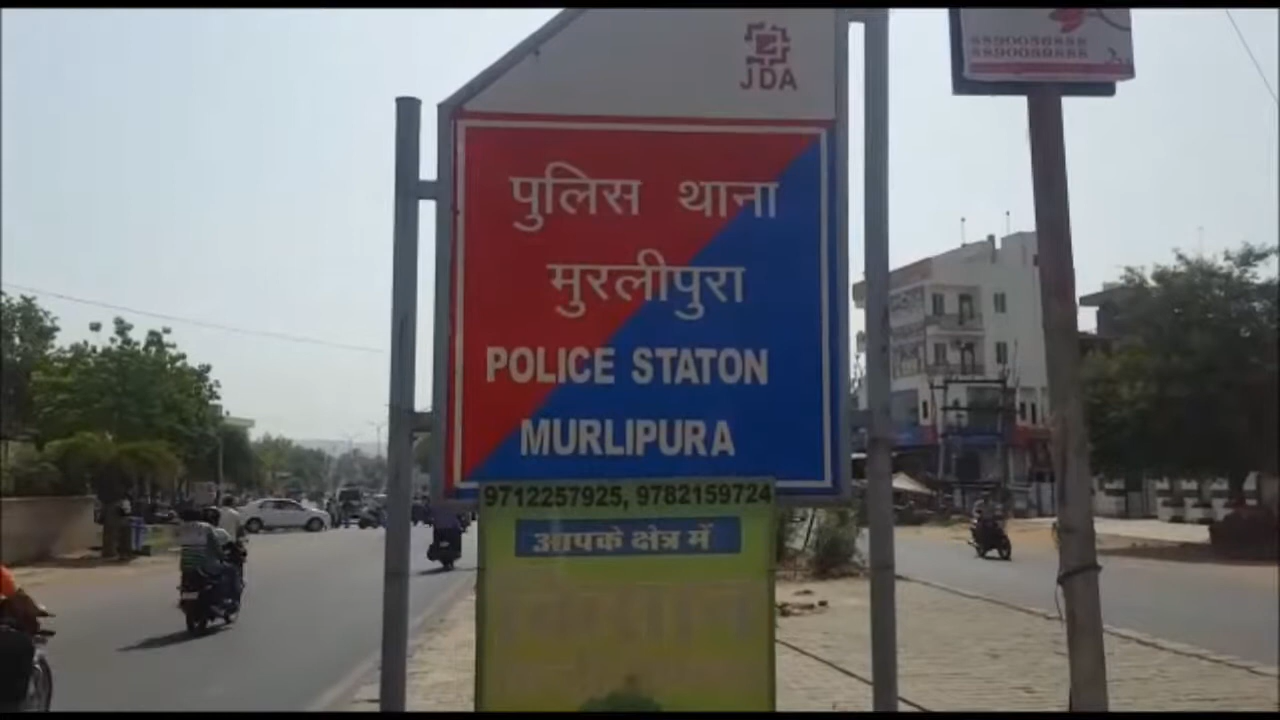 JDA
पुलिस थाना
मुरलीपुरा
POLICE STATON
MURLIPURA
9712257925, 9782159724
आपके क्षेत्र में